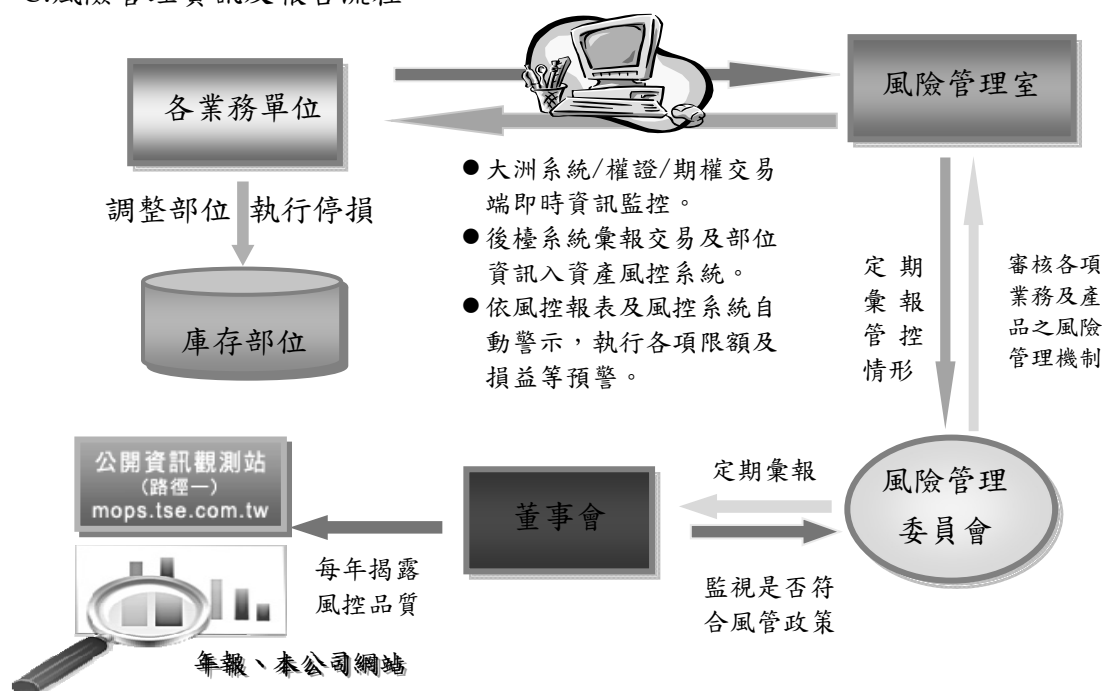 C.風險管理資訊及報告流程
各業務單位
風險管理室
調整部位 執行停損
庫存部位
●大洲系統/權證/期權交易
端即時資訊監控。
●後檯系統彙報交易及部位
資訊入資產風控系統。
●依風控報表及風控系統自
動警示，執行各項限額及
損益等預警。
定期
彙報
管控
情形
審核各項
業務及產
品之風險
管理機制
公開資訊觀測站
(路徑一)
mops.tse.com.tw
董事會
定期彙報
風險管理
委員會
每年揭露
風控品質
監視是否符
合風管政策
年報、本公司網站